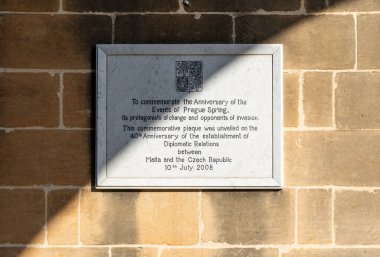 To commemorate the Anniversary of the
Events of Prague Spring,
its protagonists of change and opponents of invasion.
This commemorative plaque was unveiled on the
40th Anniversary of the establishment of
Diplomatic Relations
between
Malta and the Czech Republic
10th July 2008